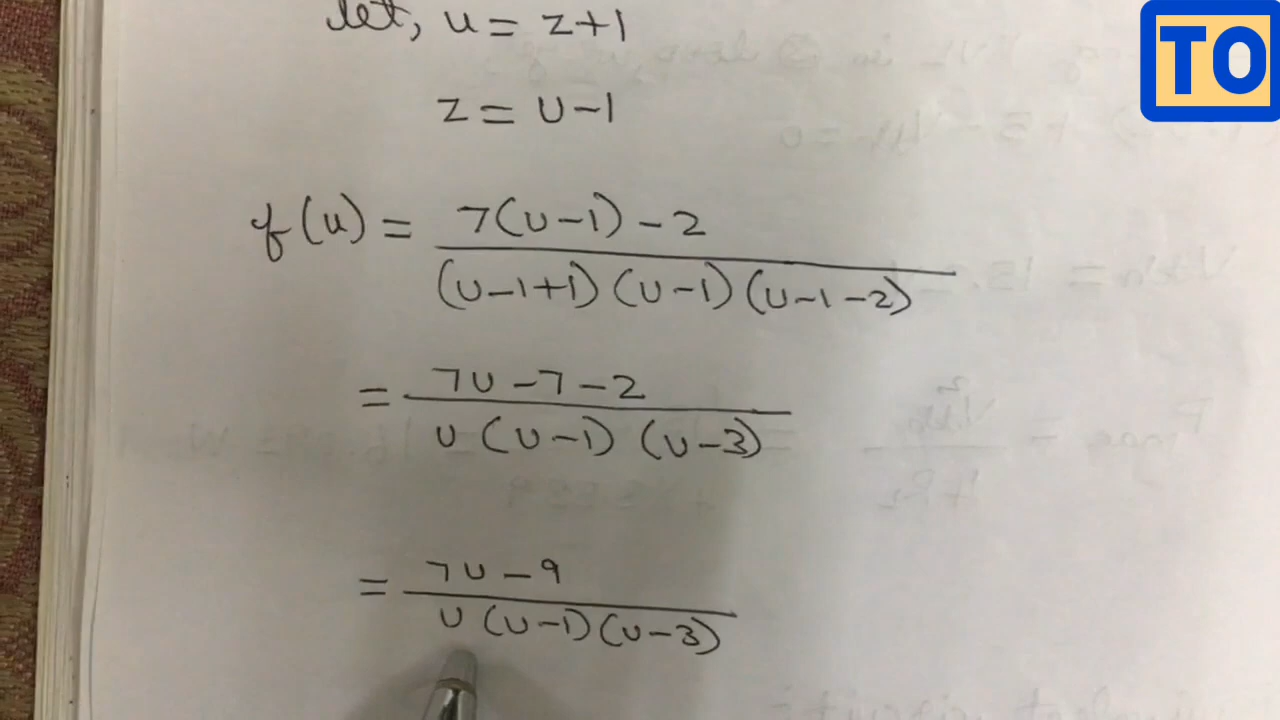 let, u = z+1
TO
z = u-1
f(u) = 7(u-1)-2 / (u-1+1)(u-1)(u-1-2)
= 7u-7-2 / u(u-1)(u-3)
= 7u-9 / u(u-1)(u-3)